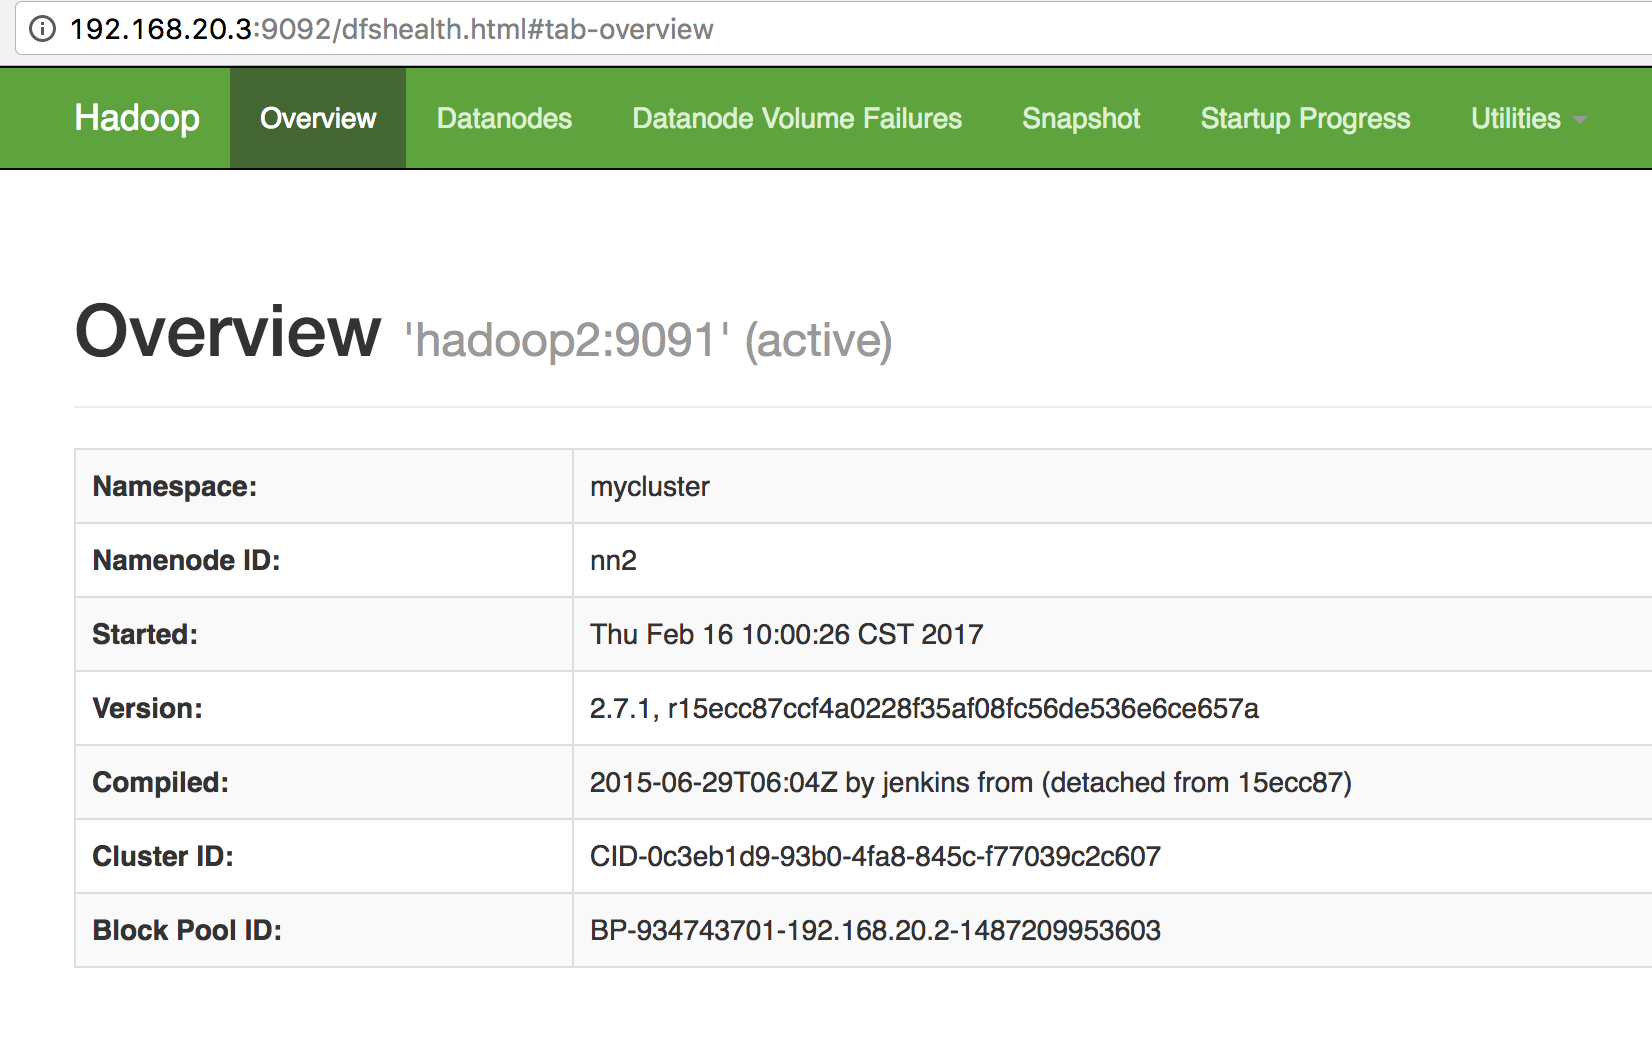 192.168.20.3:9092/dfshealth.html#tab-overview
Hadoop Overview Datanodes Datanode Volume Failures Snapshot Startup Progress Utilities
Overview 'hadoop2:9091' (active)
Namespace: mycluster
Namenode ID: nn2
Started: Thu Feb 16 10:00:26 CST 2017
Version: 2.7.1, r15ecc87ccf4a0228f35af08fc56de536e6ce657a
Compiled: 2015-06-29T06:04Z by jenkins from (detached from 15ecc87)
Cluster ID: CID-0c3eb1d9-93b0-4fa8-845c-f77039c2c607
Block Pool ID: BP-934743701-192.168.20.2-1487209953603